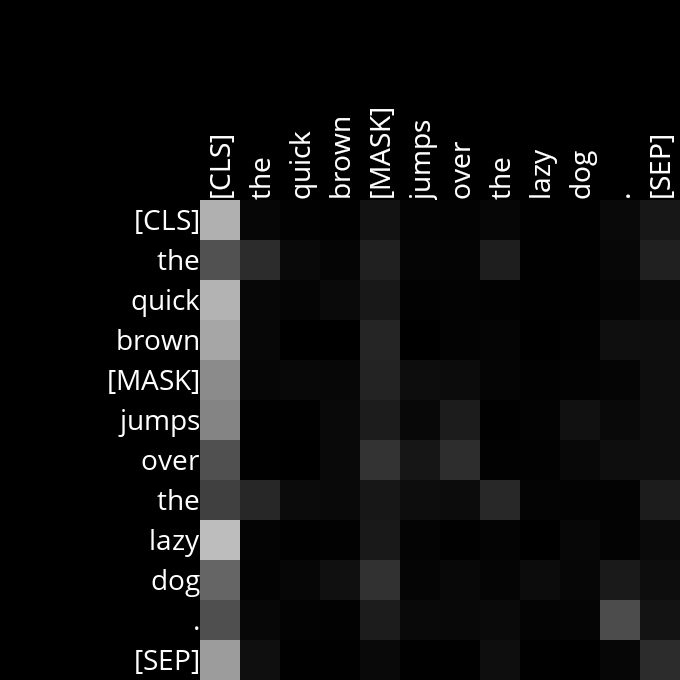 [CLS] the quick brown [MASK] jumps over the lazy dog . [SEP]
[CLS]
the
quick
brown
[MASK]
jumps
over
the
lazy
dog
.
[SEP]